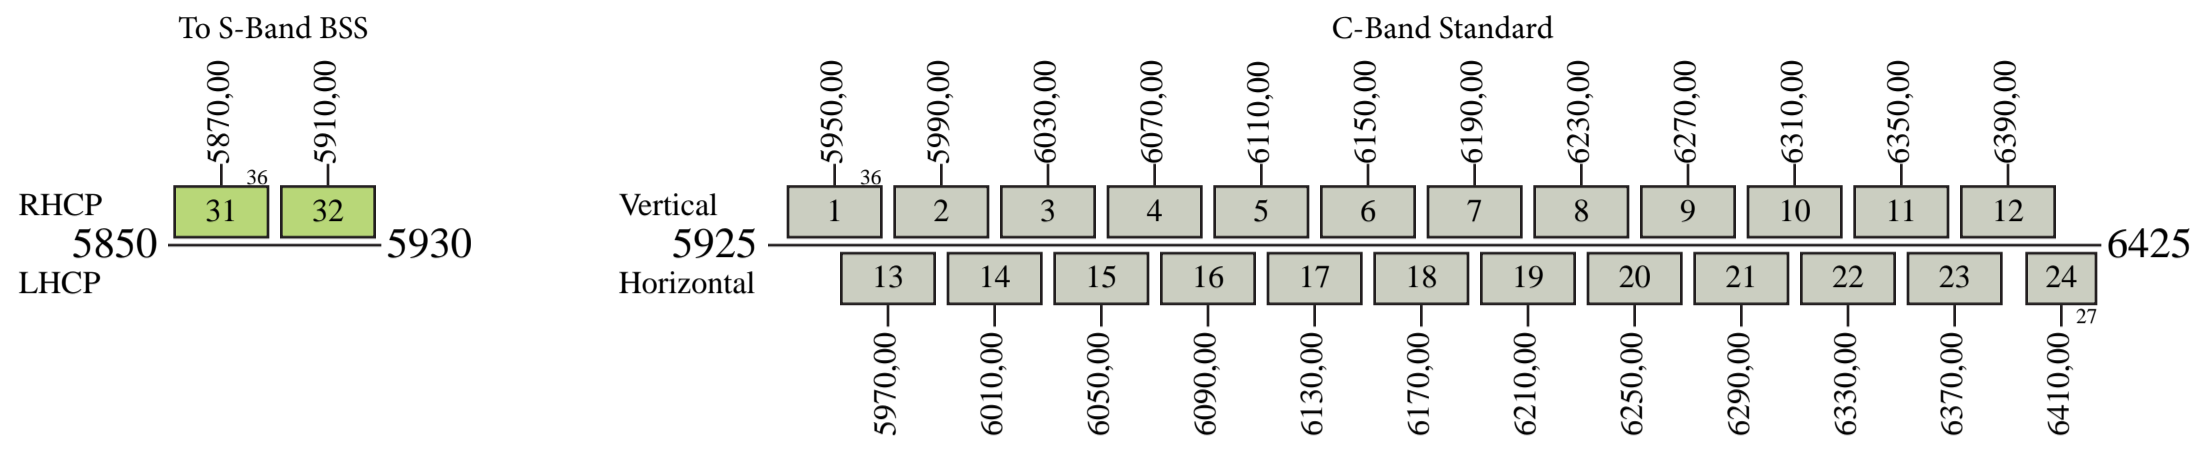 To S-Band BSS
5870,00 5910,00
36
RHCP 31 32
5850 5930
LHCP
C-Band Standard
5950,00 5990,00 6030,00 6070,00 6110,00 6150,00 6190,00 6230,00 6270,00 6310,00 6350,00 6390,00
36
Vertical 1 2 3 4 5 6 7 8 9 10 11 12
5925 6425
Horizontal 13 14 15 16 17 18 19 20 21 22 23 24
27
5970,00 6010,00 6050,00 6090,00 6130,00 6170,00 6210,00 6250,00 6290,00 6330,00 6370,00 6410,00